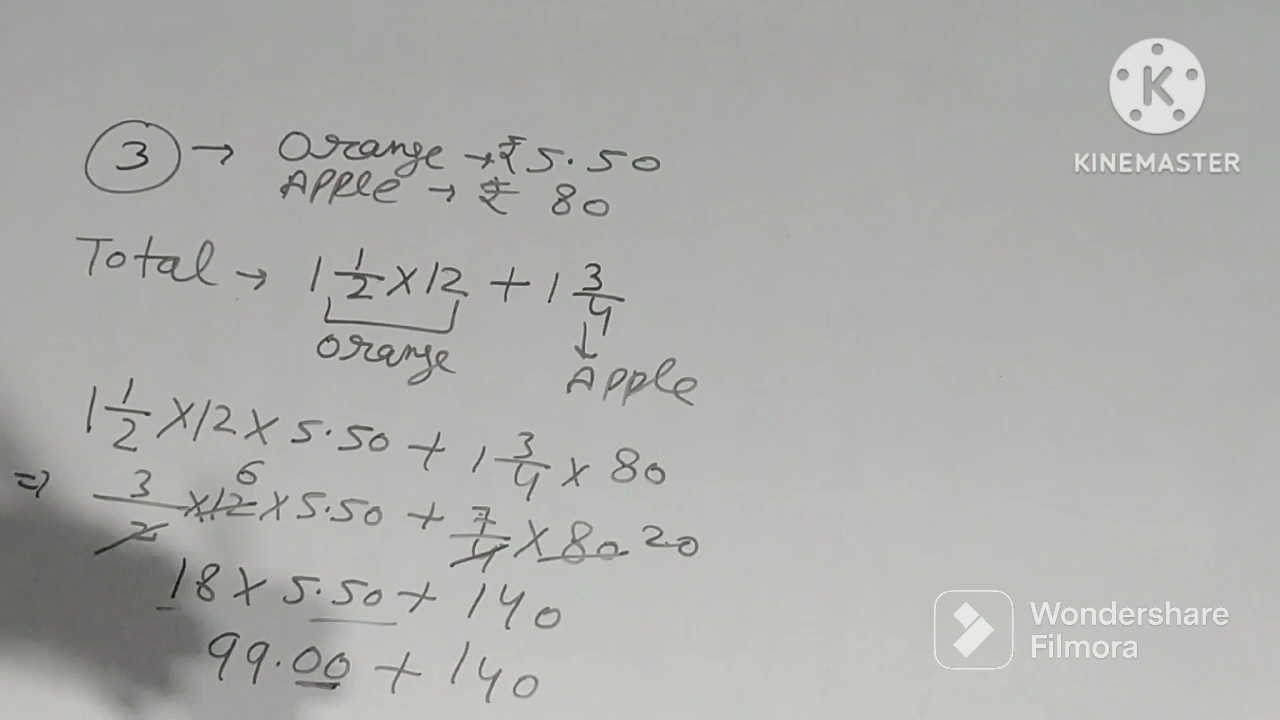 3 → Orange → ₹5.50
Apple → ₹ 80
Total → 1 1/2 × 12 + 1 3/4
Orange
Apple
1 1/2 × 12 × 5.50 + 1 3/4 × 80
⇒ 3/2 × 12 6 × 5.50 + 7/4 × 80 20
18 × 5.50 + 140
99.00 + 140
K
KINEMASTER
Wondershare
Filmora